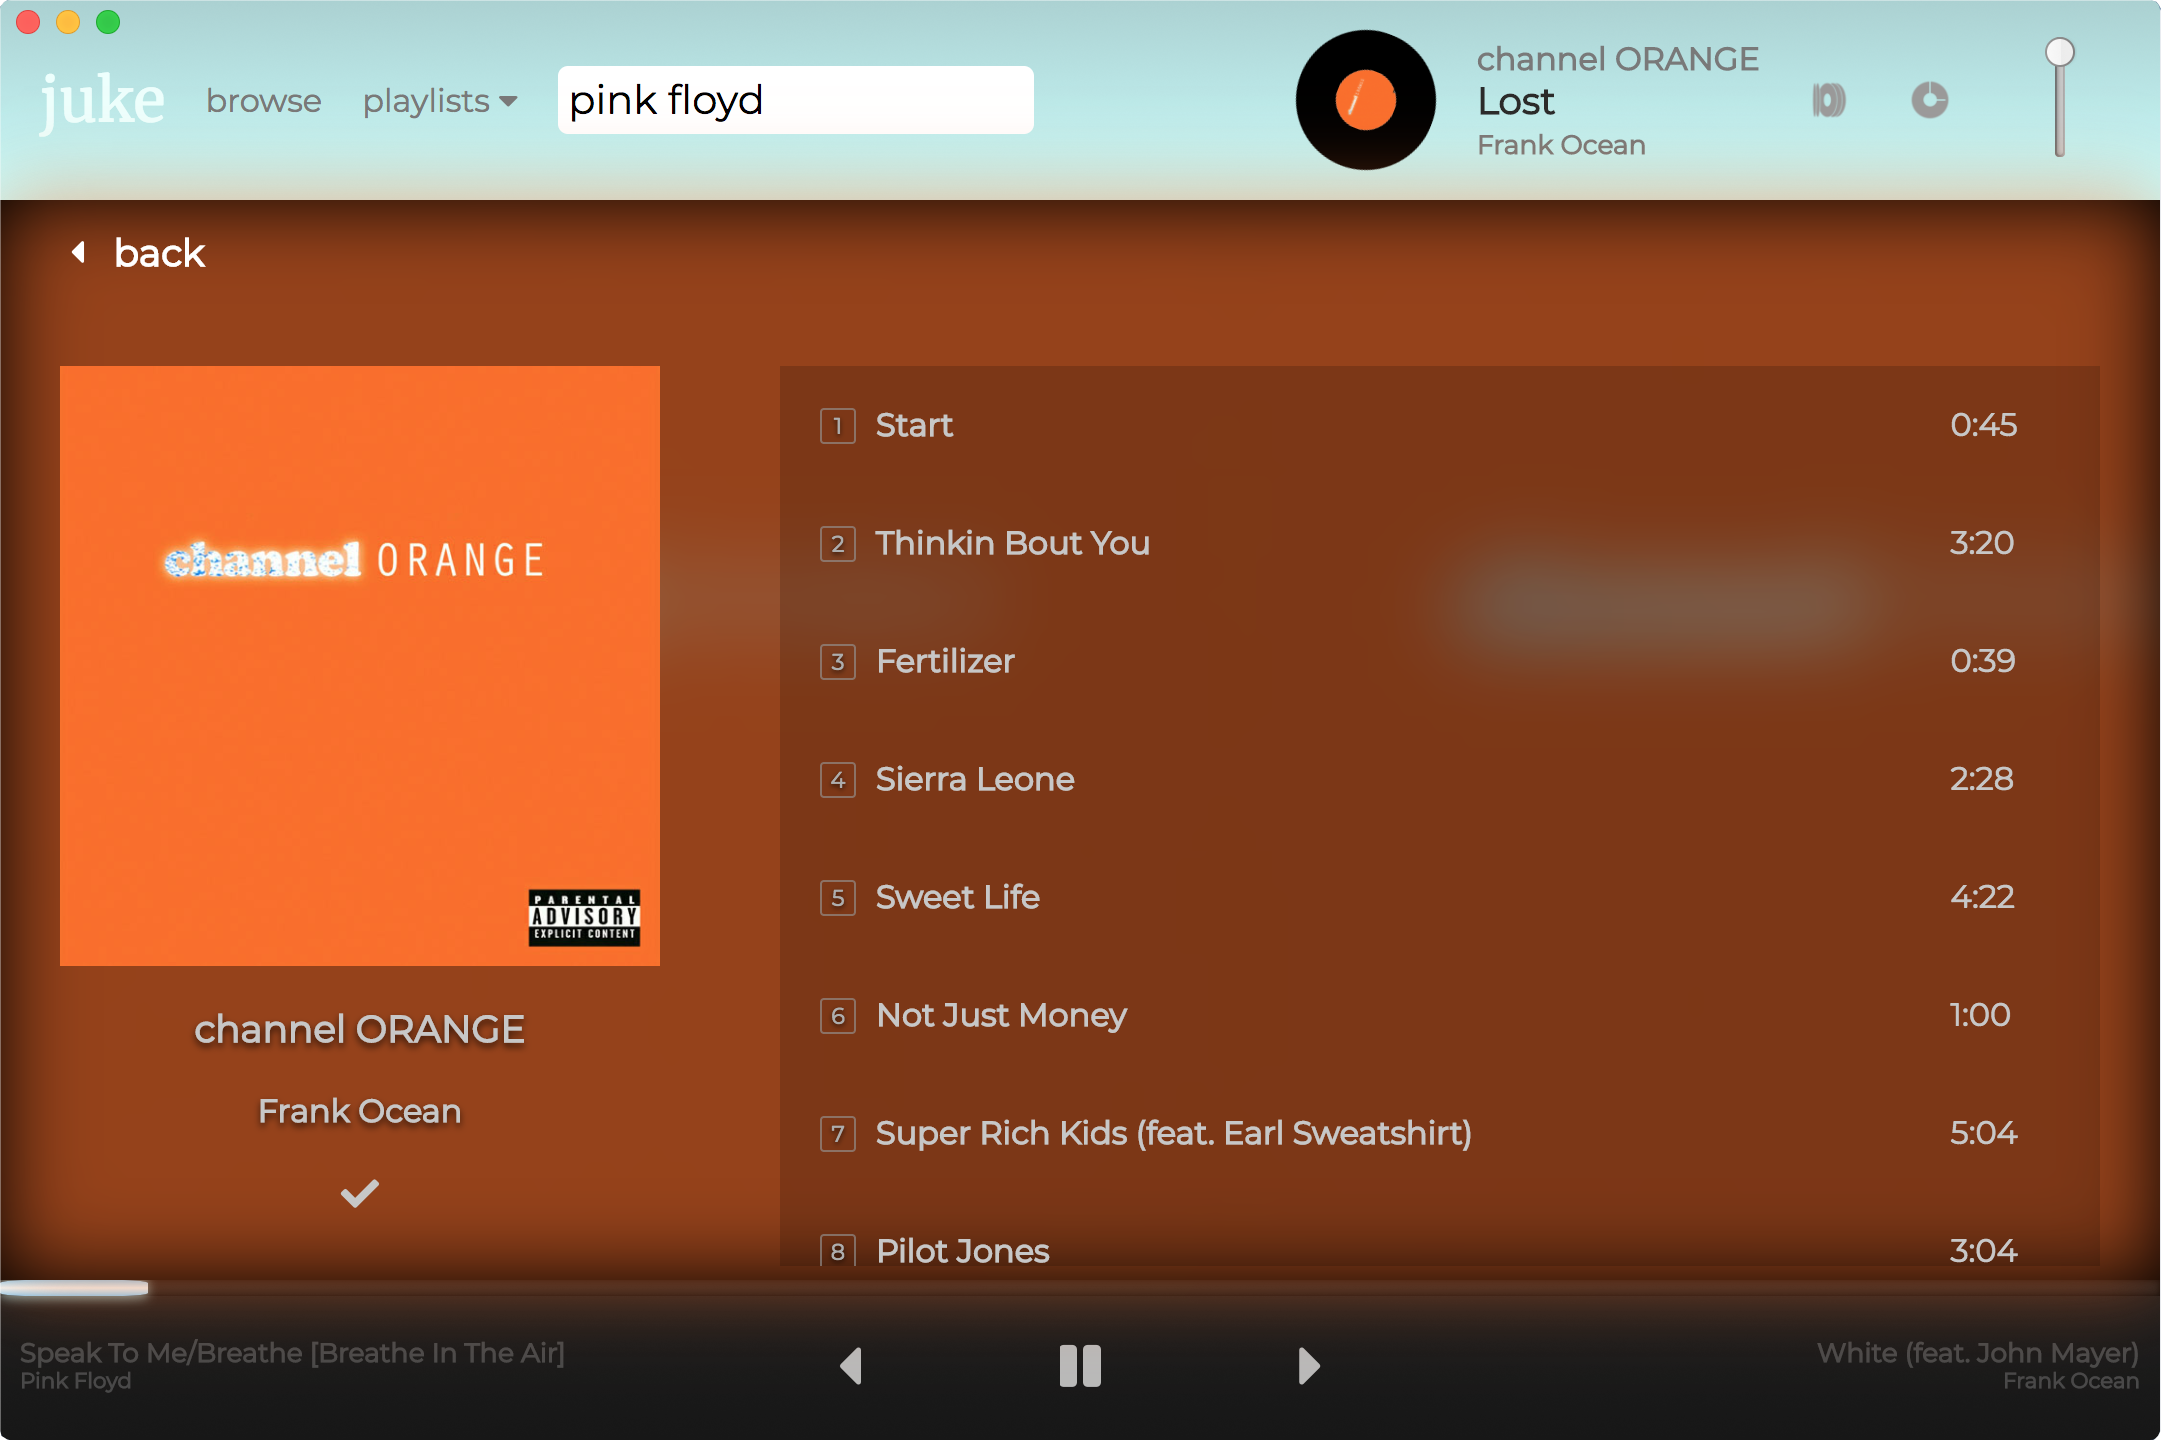 juke
browse
playlists
pink floyd
channel ORANGE
Lost
Frank Ocean
back
channel ORANGE
PARENTAL
ADVISORY
EXPLICIT CONTENT
channel ORANGE
Frank Ocean
1 Start 0:45
2 Thinkin Bout You 3:20
3 Fertilizer 0:39
4 Sierra Leone 2:28
5 Sweet Life 4:22
6 Not Just Money 1:00
7 Super Rich Kids (feat. Earl Sweatshirt) 5:04
8 Pilot Jones 3:04
Speak To Me/Breathe [Breathe In The Air]
Pink Floyd
White (feat. John Mayer)
Frank Ocean